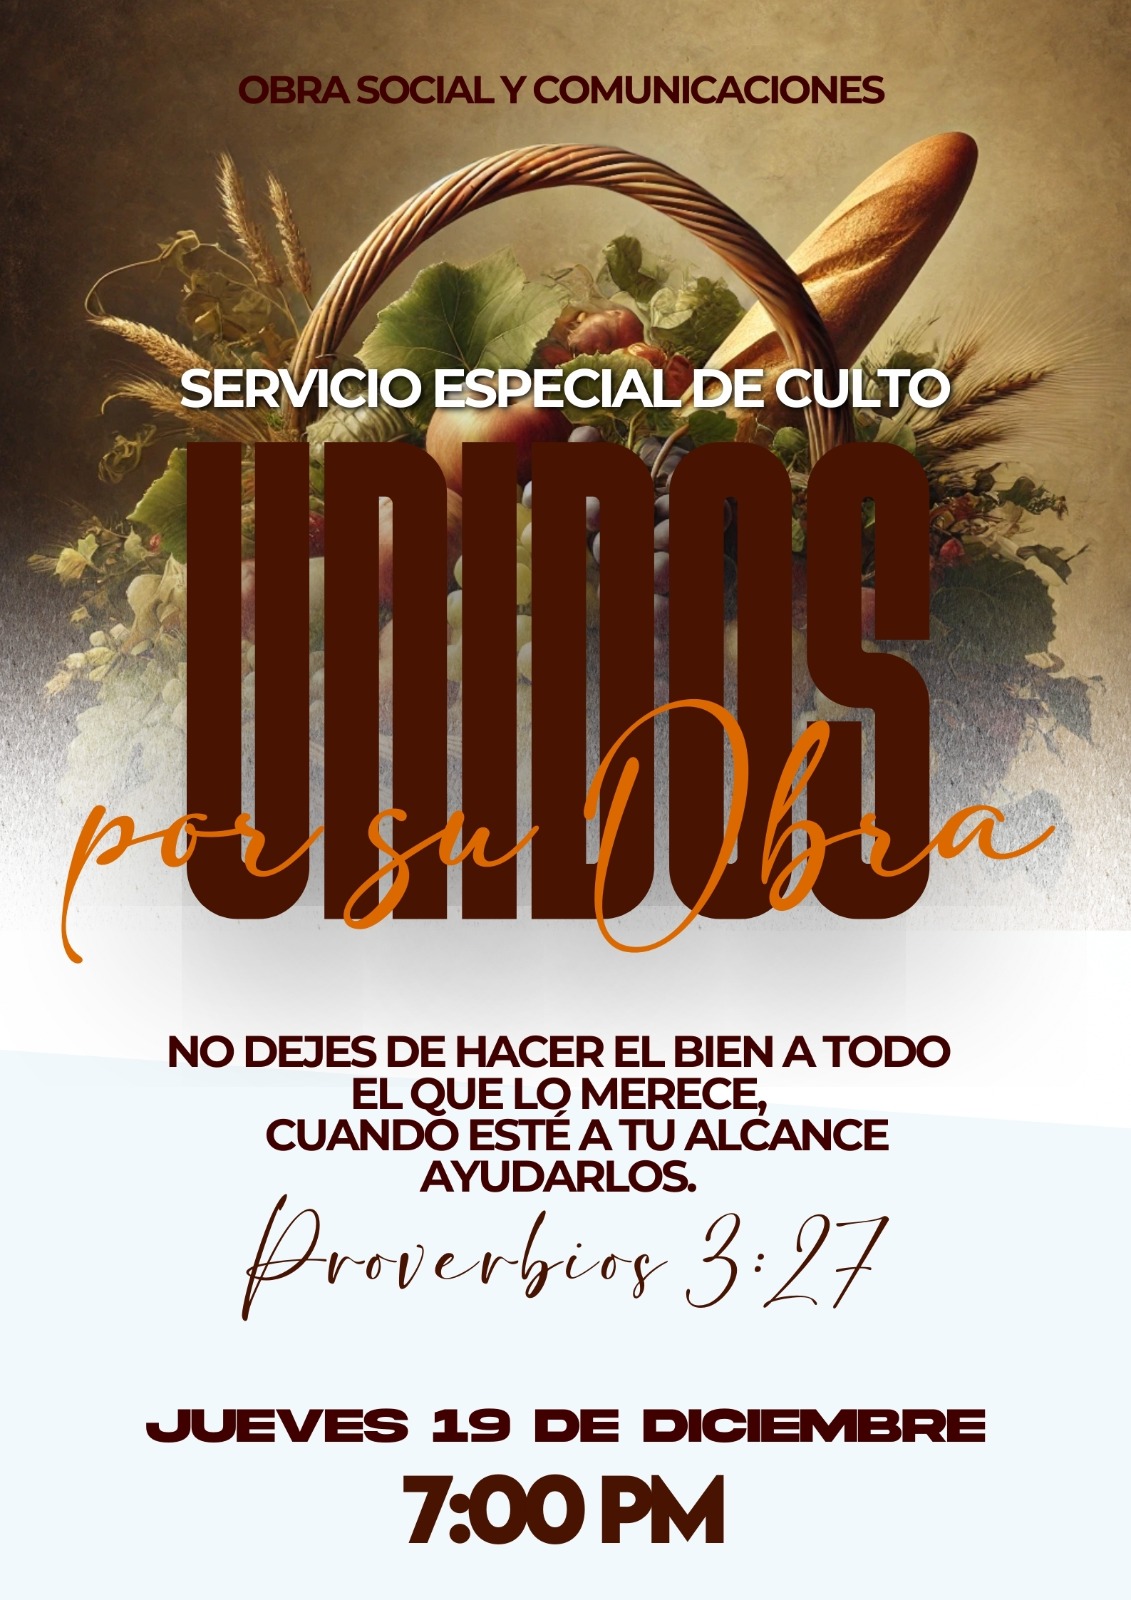 OBRA SOCIAL Y COMUNICACIONES
SERVICIO ESPECIAL DE CULTO
UNIDOS
por su Obra
NO DEJES DE HACER EL BIEN A TODO
EL QUE LO MERECE,
CUANDO ESTÉ A TU ALCANCE
AYUDARLOS.
Proverbios 3:27
JUEVES 19 DE DICIEMBRE
7:00 PM